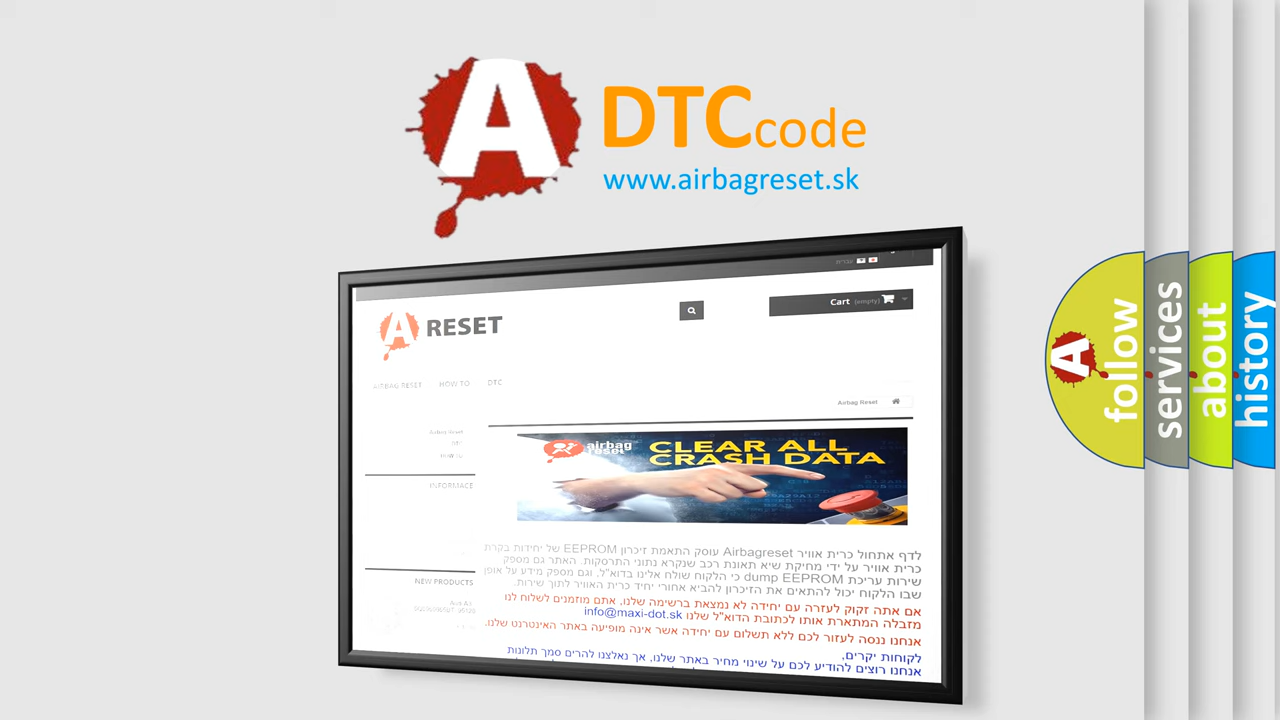 A DTCcode
www.airbagreset.sk
עברית
Cart (empty)
A RESET
AIRBAG RESET HOW TO DTC
Airbag Reset
Airbag Reset
DTC
HOW TO
INFORMACE
airbag
reset
CLEAR ALL
CRASH DATA
NEW PRODUCTS
לדף אתחול כרית אוויר Airbagreset עוסק התאמת זיכרון EEPROM של יחידות בקרת
כרית אוויר על ידי מחיקת שיא תאונת רכב שנקרא נתוני התרסקות. האתר גם מספק
שירות עריכת dump EEPROM כי הלקוח שולח אלינו בדוא"ל. וגם מספק מידע על אופן
שבו הלקוח יכול להתאים את הזיכרון להביא אחורי יחיד כרית האוויר לתוך שירות.
אם אתה זקוק לעזרה עם יחידה לא נמצאת ברשימה שלנו, אתם מוזמנים לשלוח לנו
מזבלה המתארת אותו לכתובת הדוא"ל שלנו info@maxi-dot.sk
אנחנו ננסה לעזור לכם ללא תשלום עם יחידה אשר אינה מופיעה באתר האינטרנט שלנו.
לקוחות יקרים,
אנחנו רוצים להודיע לכם על שינוי מחיר באתר שלנו, אך נאלצנו להרים סמך תלונות
A follow
services
about
history